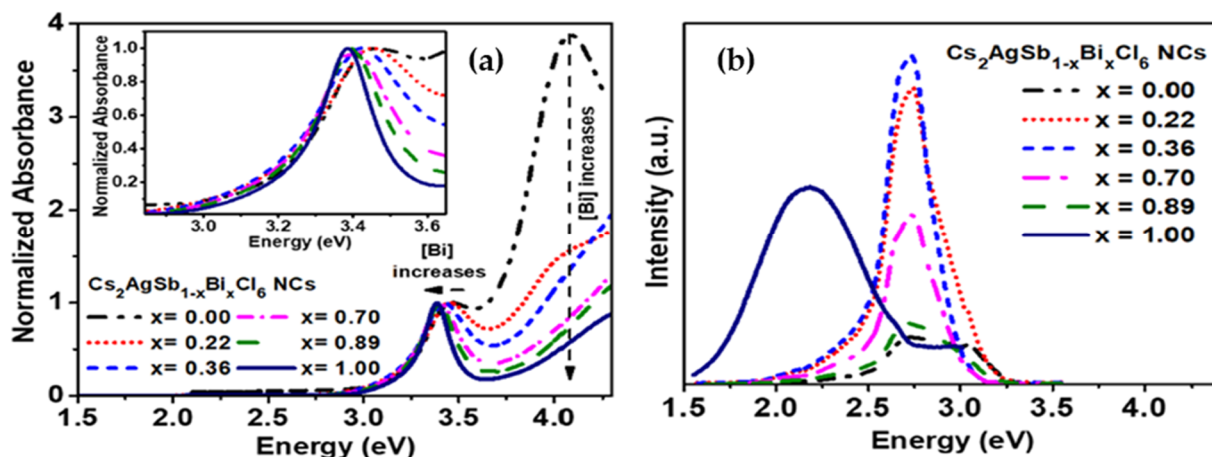 (a)
Normalized Absorbance
4
3
2
1
0
1.5 2.0 2.5 3.0 3.5 4.0
Energy (eV)
Normalized Absorbance
1.0
0.8
0.6
0.4
0.2
3.0 3.2 3.4 3.6
Energy (eV)
[Bi] increases
[Bi]
increases
Cs₂AgSb₁₋ₓBiₓCl₆ NCs
x= 0.00 x= 0.70
x= 0.22 x= 0.89
x= 0.36 x= 1.00
(b)
Intensity (a.u.)
1.5 2.0 2.5 3.0 3.5 4.0
Energy (eV)
Cs₂AgSb₁₋ₓBiₓCl₆ NCs
x = 0.00
x = 0.22
x = 0.36
x = 0.70
x = 0.89
x = 1.00